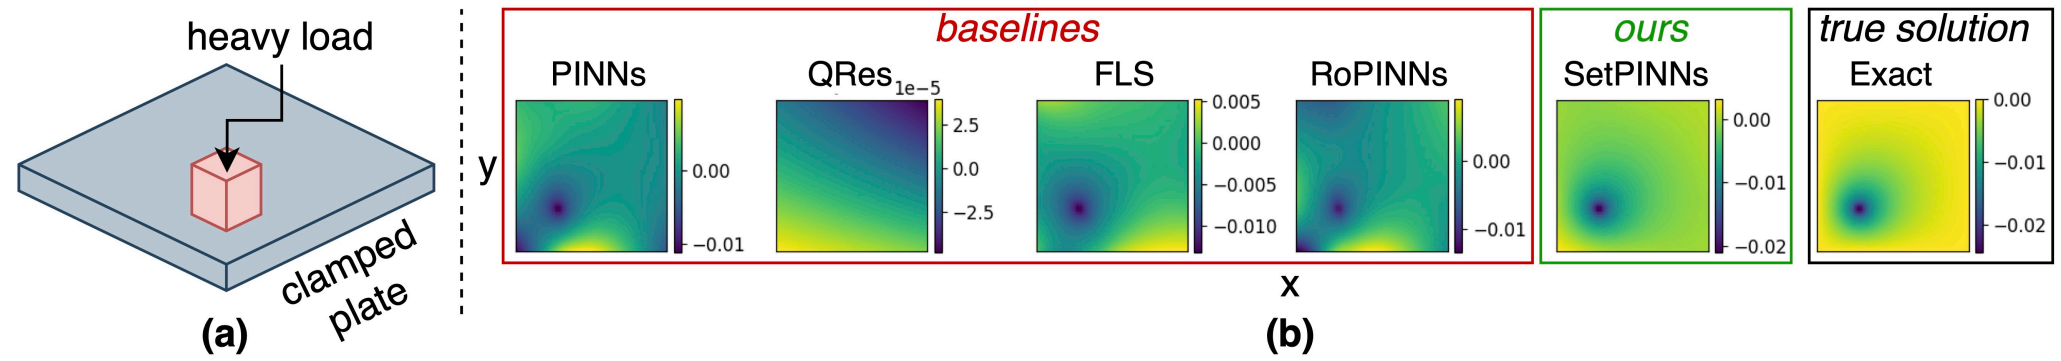 heavy load
clamped
plate
(a)
baselines
ours
true solution
PINNs
QRes
FLS
RoPINNs
SetPINNs
Exact
y
0.00
−0.01
1e−5
2.5
0.0
−2.5
0.005
0.000
−0.005
−0.010
0.00
−0.01
0.00
−0.01
−0.02
0.00
−0.01
−0.02
x
(b)